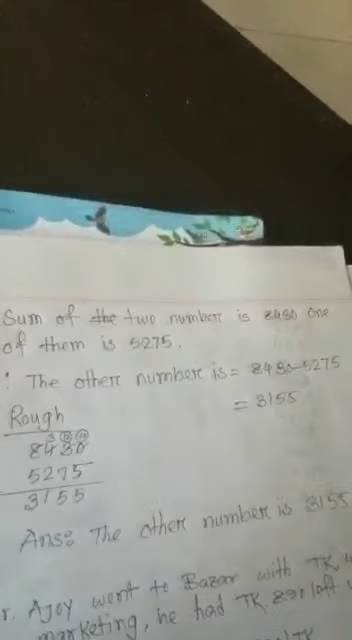 Sum of the two number is 8430 one
of them is 5275.
∴ The other number is = 8430-5275
= 3155
Rough
8430
5275
3155
Ans: The other number is 3155
r. Ajoy went to Bazar with TK.
marketing, he had TK. 890 left